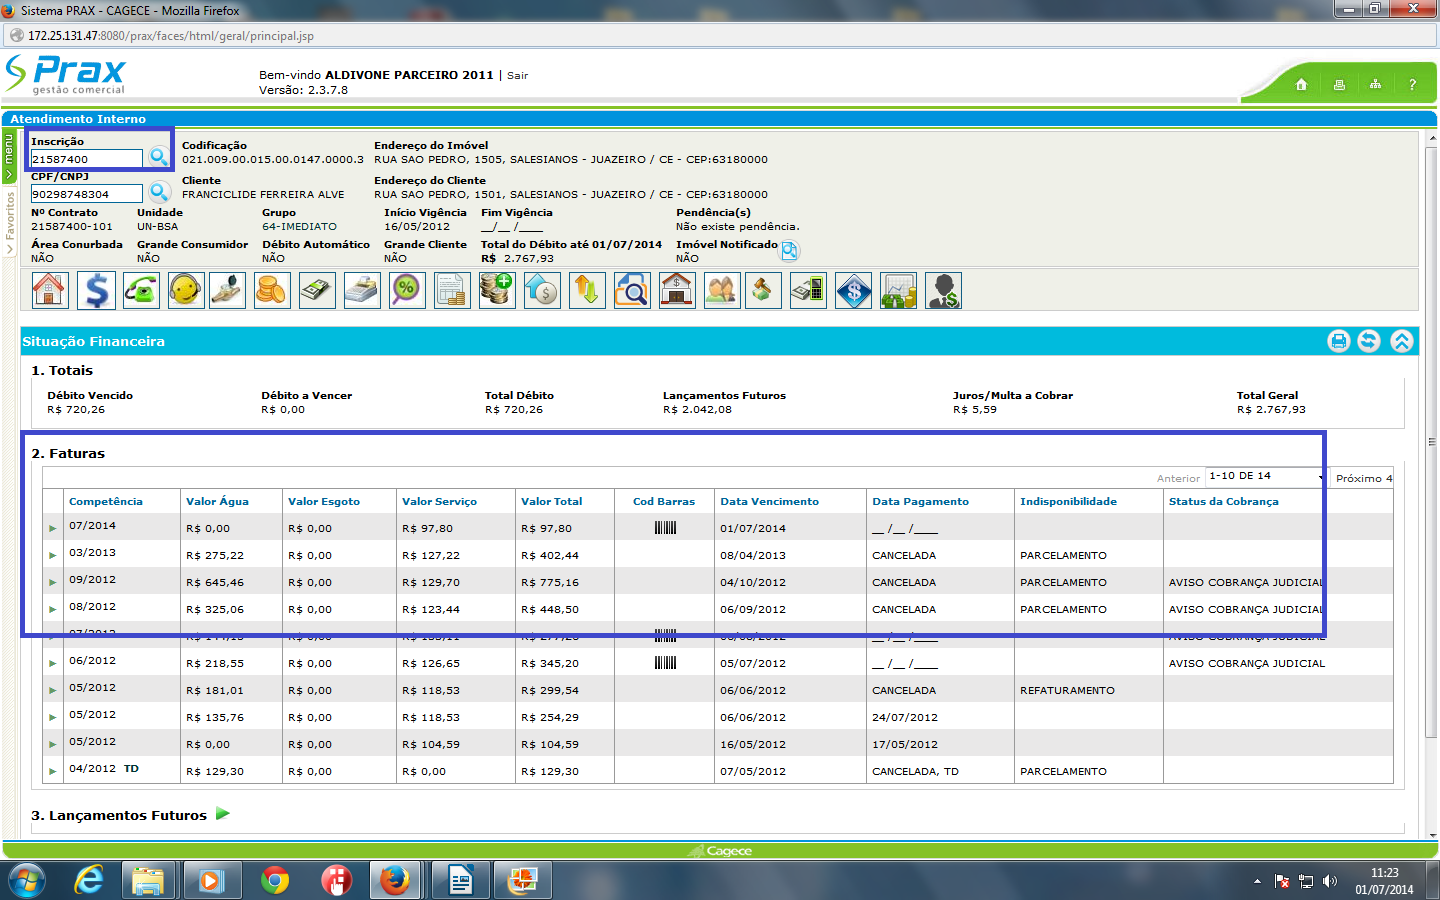 Sistema PRAX - CAGECE - Mozilla Firefox
172.25.131.47:8080/prax/faces/html/geral/principal.jsp
Prax
gestão comercial
Bem-vindo ALDIVONE PARCEIRO 2011 | Sair
Versão: 2.3.7.8
?
Atendimento Interno
menu
Favoritos
Inscrição
21587400
Codificação
021.009.00.015.00.0147.0000.3
Endereço do Imóvel
RUA SAO PEDRO, 1505, SALESIANOS - JUAZEIRO / CE - CEP:63180000
CPF/CNPJ
90298748304
Cliente
FRANCICLIDE FERREIRA ALVE
Endereço do Cliente
RUA SAO PEDRO, 1501, SALESIANOS - JUAZEIRO / CE - CEP:63180000
Nº Contrato Unidade Grupo Início Vigência Fim Vigência Pendência(s)
21587400-101 UN-BSA 64-IMEDIATO 16/05/2012 __/__ /____ Não existe pendência.
Área Conurbada Grande Consumidor Débito Automático Grande Cliente Total do Débito até 01/07/2014 Imóvel Notificado
NÃO NÃO NÃO NÃO R$ 2.767,93 NÃO
Situação Financeira
1. Totais
Débito Vencido Débito a Vencer Total Débito Lançamentos Futuros Juros/Multa a Cobrar Total Geral
R$ 720,26 R$ 0,00 R$ 720,26 R$ 2.042,08 R$ 5,59 R$ 2.767,93
2. Faturas
Anterior 1-10 DE 14 Próximo 4
Competência Valor Água Valor Esgoto Valor Serviço Valor Total Cod Barras Data Vencimento Data Pagamento Indisponibilidade Status da Cobrança
07/2014 R$ 0,00 R$ 0,00 R$ 97,80 R$ 97,80 01/07/2014 __ /__ /____
03/2013 R$ 275,22 R$ 0,00 R$ 127,22 R$ 402,44 08/04/2013 CANCELADA PARCELAMENTO
09/2012 R$ 645,46 R$ 0,00 R$ 129,70 R$ 775,16 04/10/2012 CANCELADA PARCELAMENTO AVISO COBRANÇA JUDICIAL
08/2012 R$ 325,06 R$ 0,00 R$ 123,44 R$ 448,50 06/09/2012 CANCELADA PARCELAMENTO AVISO COBRANÇA JUDICIAL
07/2012 R$ R$ 0,00 R$ R$ __ /__ /____ AVISO COBRANÇA JUDICIAL
06/2012 R$ 218,55 R$ 0,00 R$ 126,65 R$ 345,20 05/07/2012 __ /__ /____ AVISO COBRANÇA JUDICIAL
05/2012 R$ 181,01 R$ 0,00 R$ 118,53 R$ 299,54 06/06/2012 CANCELADA REFATURAMENTO
05/2012 R$ 135,76 R$ 0,00 R$ 118,53 R$ 254,29 06/06/2012 24/07/2012
05/2012 R$ 0,00 R$ 0,00 R$ 104,59 R$ 104,59 16/05/2012 17/05/2012
04/2012 TD R$ 129,30 R$ 0,00 R$ 0,00 R$ 129,30 07/05/2012 CANCELADA, TD PARCELAMENTO
3. Lançamentos Futuros
Cagece
11:23
01/07/2014